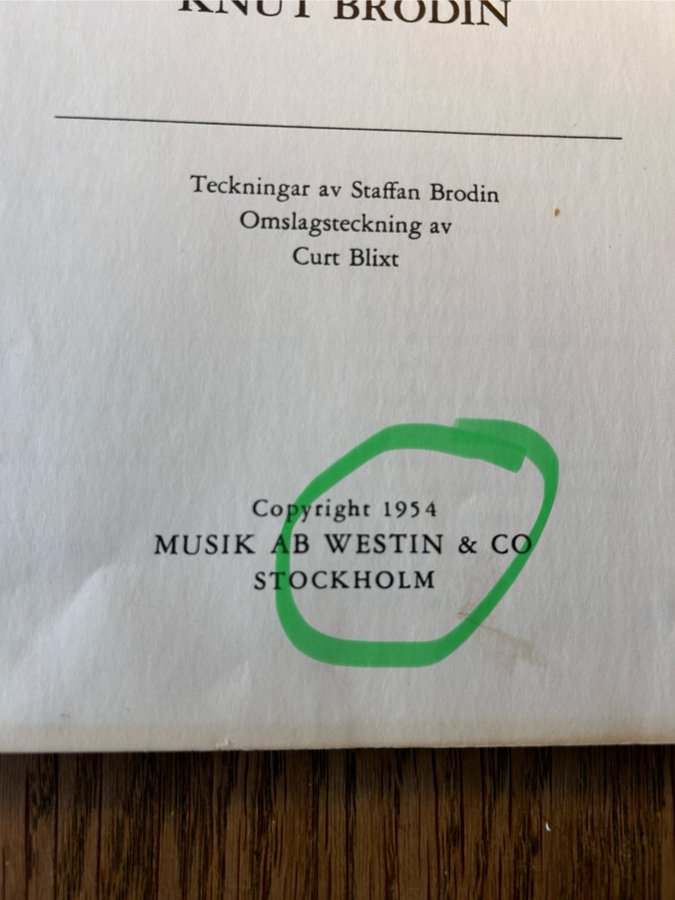 KNUT BRODIN
Teckningar av Staffan Brodin
Omslagsteckning av
Curt Blixt
Copyright 1954
MUSIK AB WESTIN & CO
STOCKHOLM